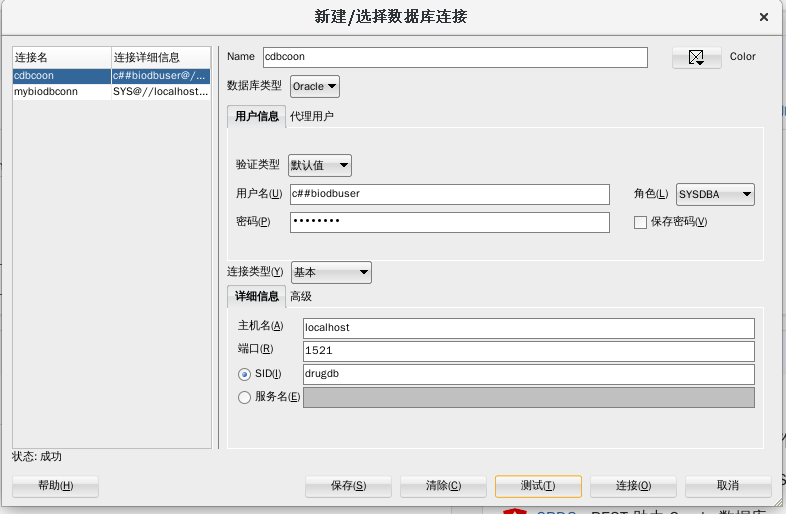 新建/选择数据库连接
连接名 连接详细信息
cdbcoon c##biodbuser@/...
mybiodbconn SYS@//localhost...
Name cdbcoon Color
数据库类型 Oracle
用户信息 代理用户
验证类型 默认值
用户名(U) c##biodbuser 角色(L) SYSDBA
密码(P) •••••••• 保存密码(V)
连接类型(Y) 基本
详细信息 高级
主机名(A) localhost
端口(R) 1521
SID(I) drugdb
服务名(E)
状态: 成功
帮助(H) 保存(S) 清除(C) 测试(T) 连接(O) 取消